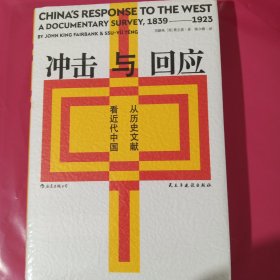 CHINA'S RESPONSE TO THE WEST
A DOCUMENTARY SURVEY, 1839——1923
BY JOHN KING FAIRBANK & SSU-YU TENG
冲击与回应
从历史文献
看近代中国
民主与建设出版社